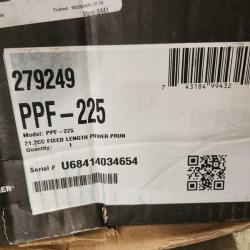 279249
PPF-225
Model: PPF-225
21.2CC FIXED LENGTH POWER PRUN
Quantity: 1
Serial # U68414034654
7 43184 99432